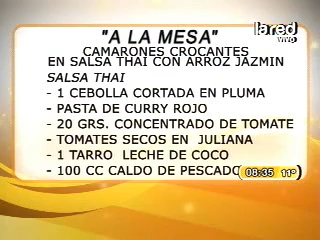 "A LA MESA"
la red
vivo
CAMARONES CROCANTES
EN SALSA THAI CON ARROZ JAZMIN
SALSA THAI
- 1 CEBOLLA CORTADA EN PLUMA
- PASTA DE CURRY ROJO
- 20 GRS. CONCENTRADO DE TOMATE
- TOMATES SECOS EN JULIANA
- 1 TARRO LECHE DE COCO
- 100 CC CALDO DE PESCADO
08:35 11°